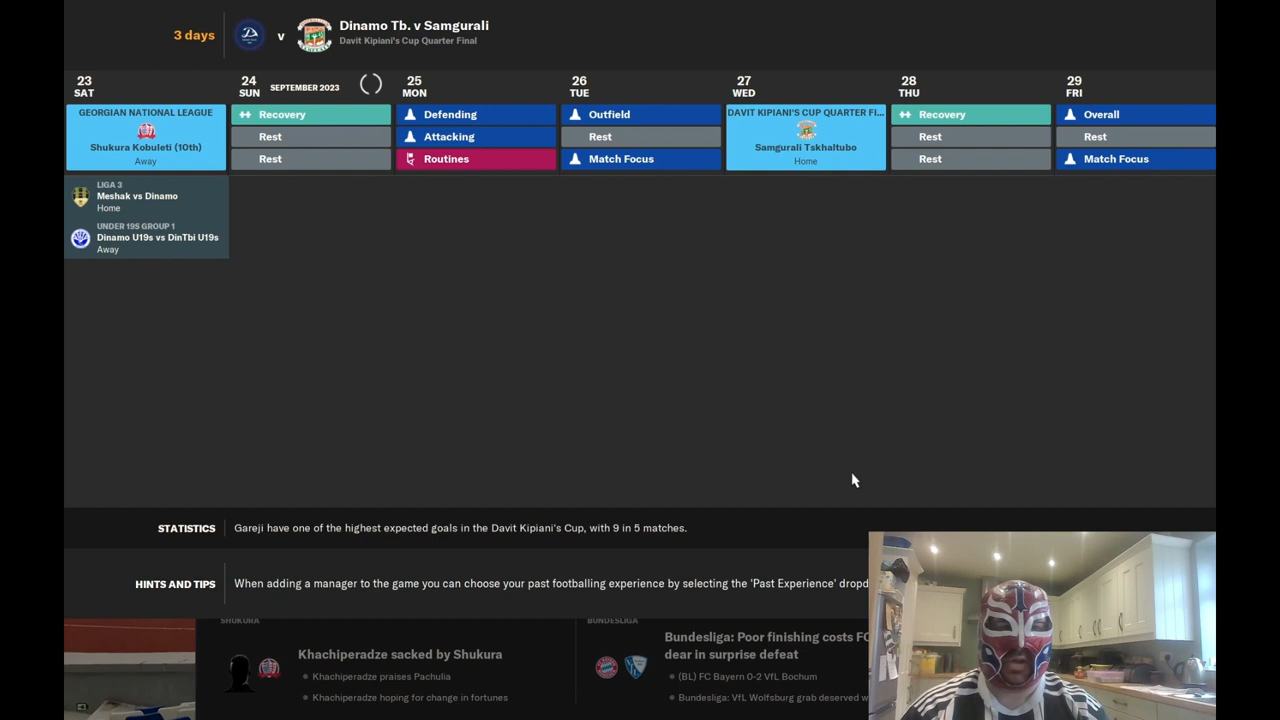 3 days
v
Dinamo Tb. v Samgurali
Davit Kipiani's Cup Quarter Final
23
SAT
24
SUN
SEPTEMBER 2023
25
MON
26
TUE
27
WED
28
THU
29
FRI
GEORGIAN NATIONAL LEAGUE
Shukura Kobuleti (10th)
Away
Recovery
Rest
Rest
Defending
Attacking
Routines
Outfield
Rest
Match Focus
DAVIT KIPIANI'S CUP QUARTER FI...
Samgurali Tskhaltubo
Home
Recovery
Rest
Rest
Overall
Rest
Match Focus
LIGA 3
Meshak vs Dinamo
Home
UNDER 19S GROUP 1
Dinamo U19s vs DinTbi U19s
Away
STATISTICS
Gareji have one of the highest expected goals in the Davit Kipiani's Cup, with 9 in 5 matches.
HINTS AND TIPS
When adding a manager to the game you can choose your past footballing experience by selecting the 'Past Experience' dropd
SHUKURA
Khachiperadze sacked by Shukura
Khachiperadze praises Pachulia
Khachiperadze hoping for change in fortunes
BUNDESLIGA
Bundesliga: Poor finishing costs FC
dear in surprise defeat
(BL) FC Bayern 0-2 VfL Bochum
Bundesliga: VfL Wolfsburg grab deserved w